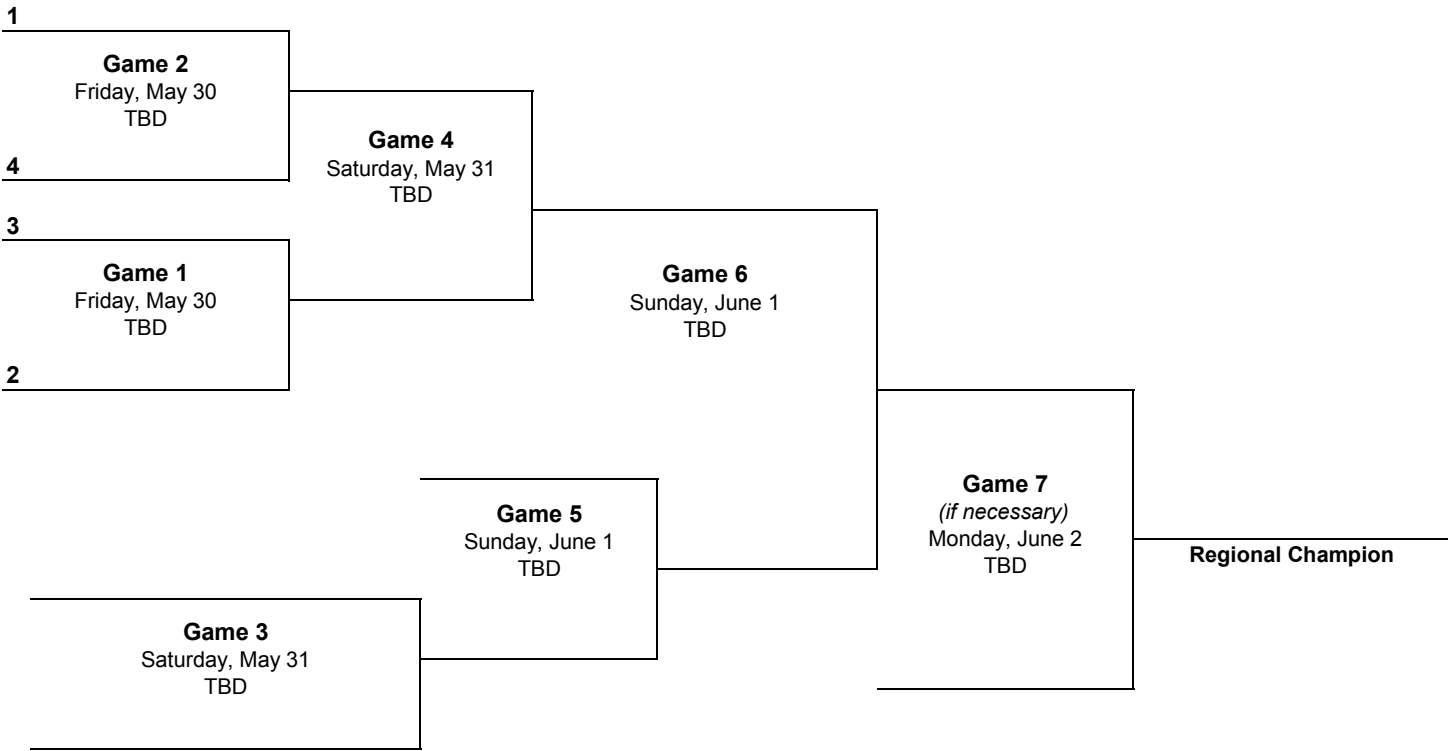 1
Game 2
Friday, May 30
TBD
4
Game 4
Saturday, May 31
TBD
3
Game 1
Friday, May 30
TBD
2
Game 6
Sunday, June 1
TBD
Game 5
Sunday, June 1
TBD
Game 7
(if necessary)
Monday, June 2
TBD
Regional Champion
Game 3
Saturday, May 31
TBD